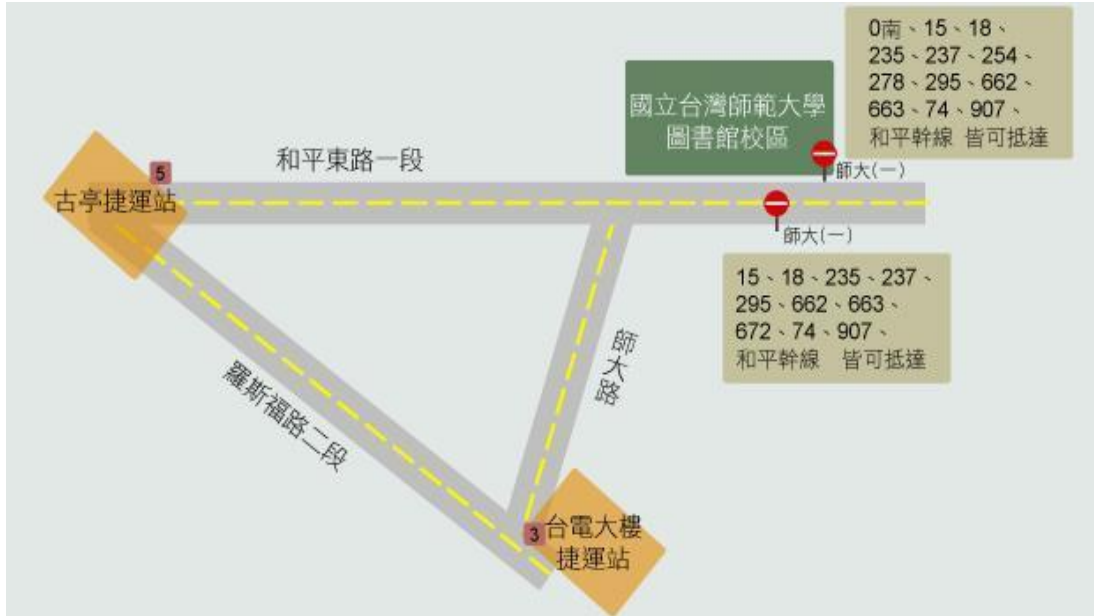 0南、15、18、
235、237、254、
278、295、662、
663、74、907、
和平幹線 皆可抵達
國立台灣師範大學
圖書館校區
和平東路一段
師大(一)
5
古亭捷運站
師大(一)
15、18、235、237、
295、662、663、
672、74、907、
和平幹線 皆可抵達
師大路
羅斯福路二段
3
台電大樓
捷運站